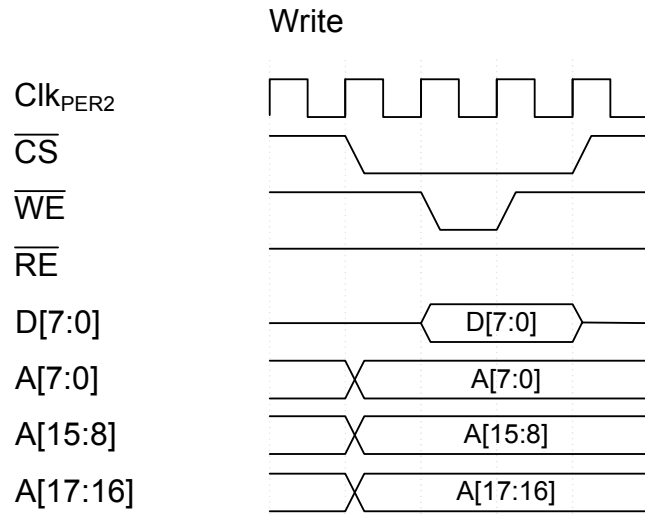 Write
ClkPER2
CS
WE
RE
D[7:0] D[7:0]
A[7:0] A[7:0]
A[15:8] A[15:8]
A[17:16] A[17:16]